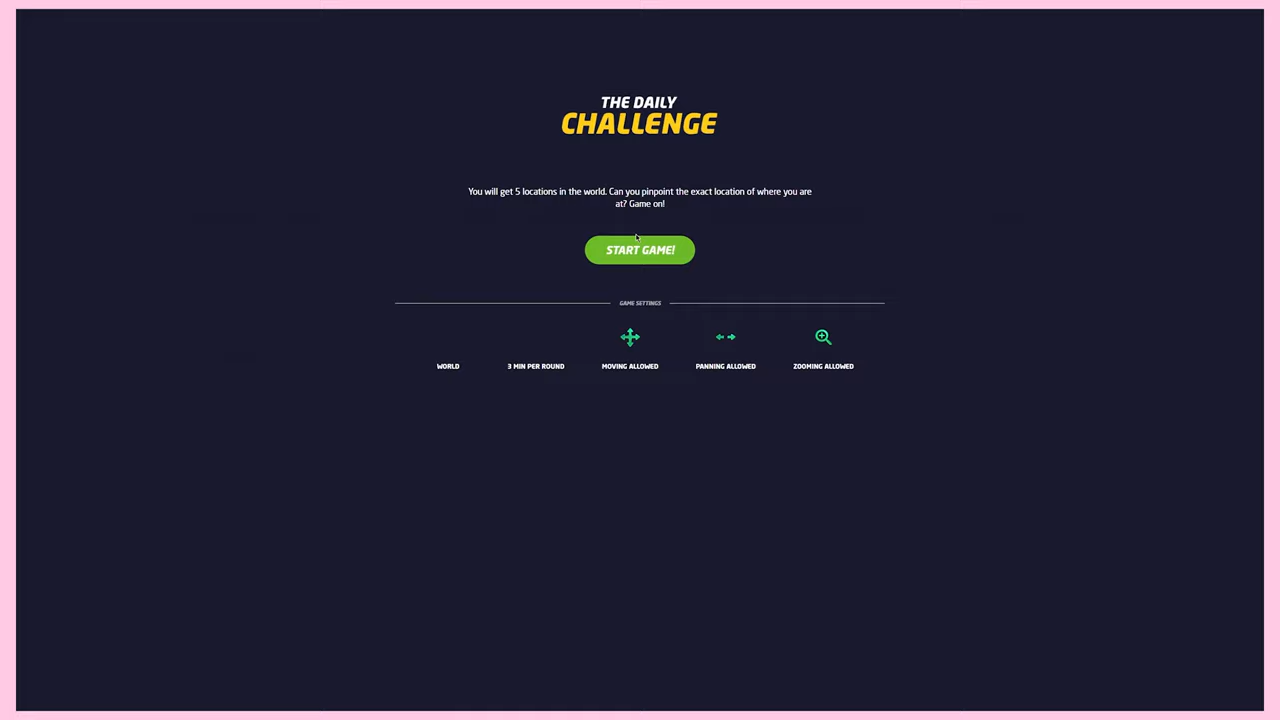 THE DAILY
CHALLENGE
You will get 5 locations in the world. Can you pinpoint the exact location of where you are
at? Game on!
START GAME!
GAME SETTINGS
WORLD
3 MIN PER ROUND
MOVING ALLOWED
PANNING ALLOWED
ZOOMING ALLOWED